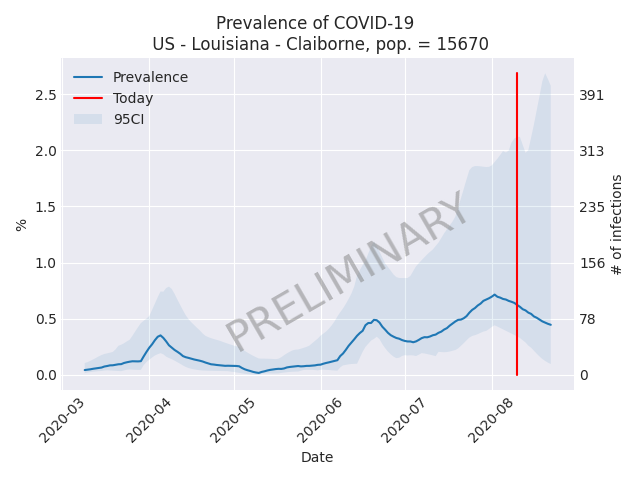 Prevalence of COVID-19
US - Louisiana - Claiborne, pop. = 15670
Prevalence
Today
95CI
PRELIMINARY
%
2.5
2.0
1.5
1.0
0.5
0.0
391
313
235
156
78
0
# of infections
2020-03
2020-04
2020-05
2020-06
2020-07
2020-08
Date